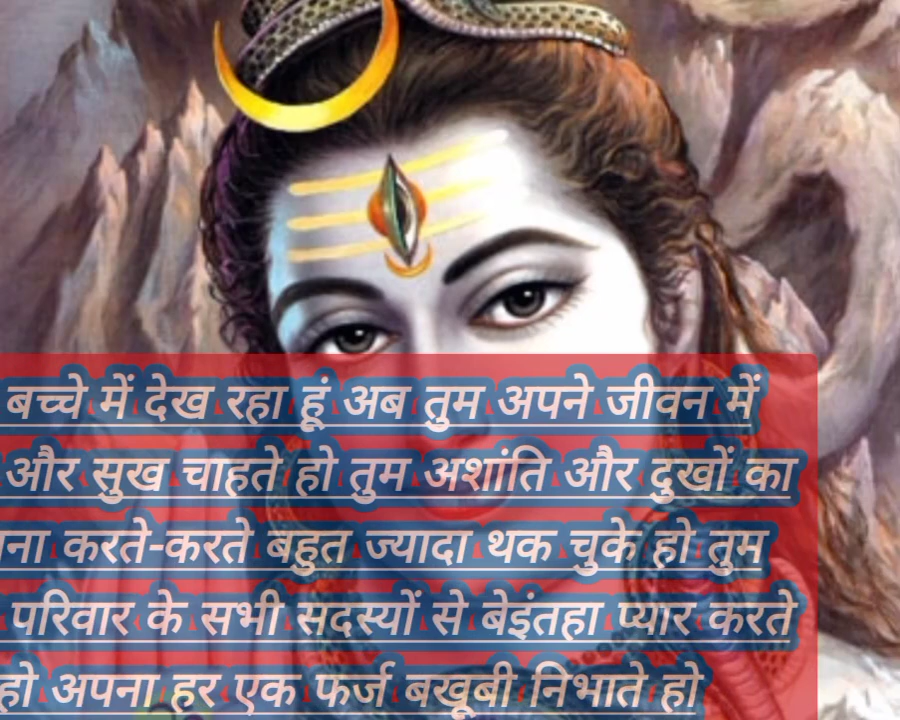 बच्चे में देख रहा हूं अब तुम अपने जीवन में
और सुख चाहते हो तुम अशांति और दुखों का
ना करते-करते बहुत ज्यादा थक चुके हो तुम
परिवार के सभी सदस्यों से बेइंतहा प्यार करते
हो अपना हर एक फर्ज बखूबी निभाते हो